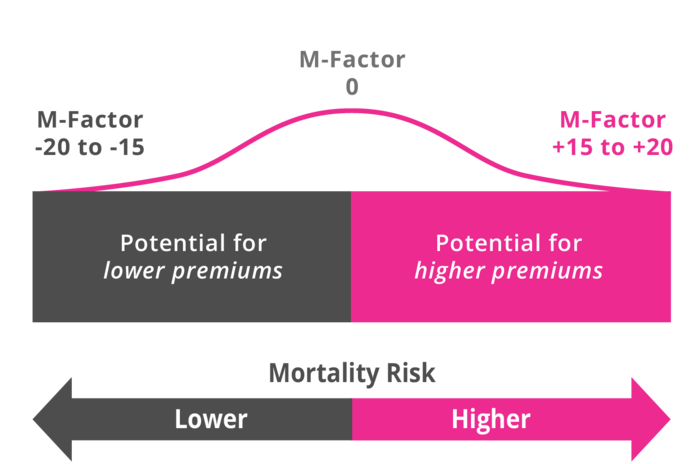 M-Factor
0
M-Factor
-20 to -15
M-Factor
+15 to +20
Potential for
lower premiums
Potential for
higher premiums
Mortality Risk
Lower
Higher